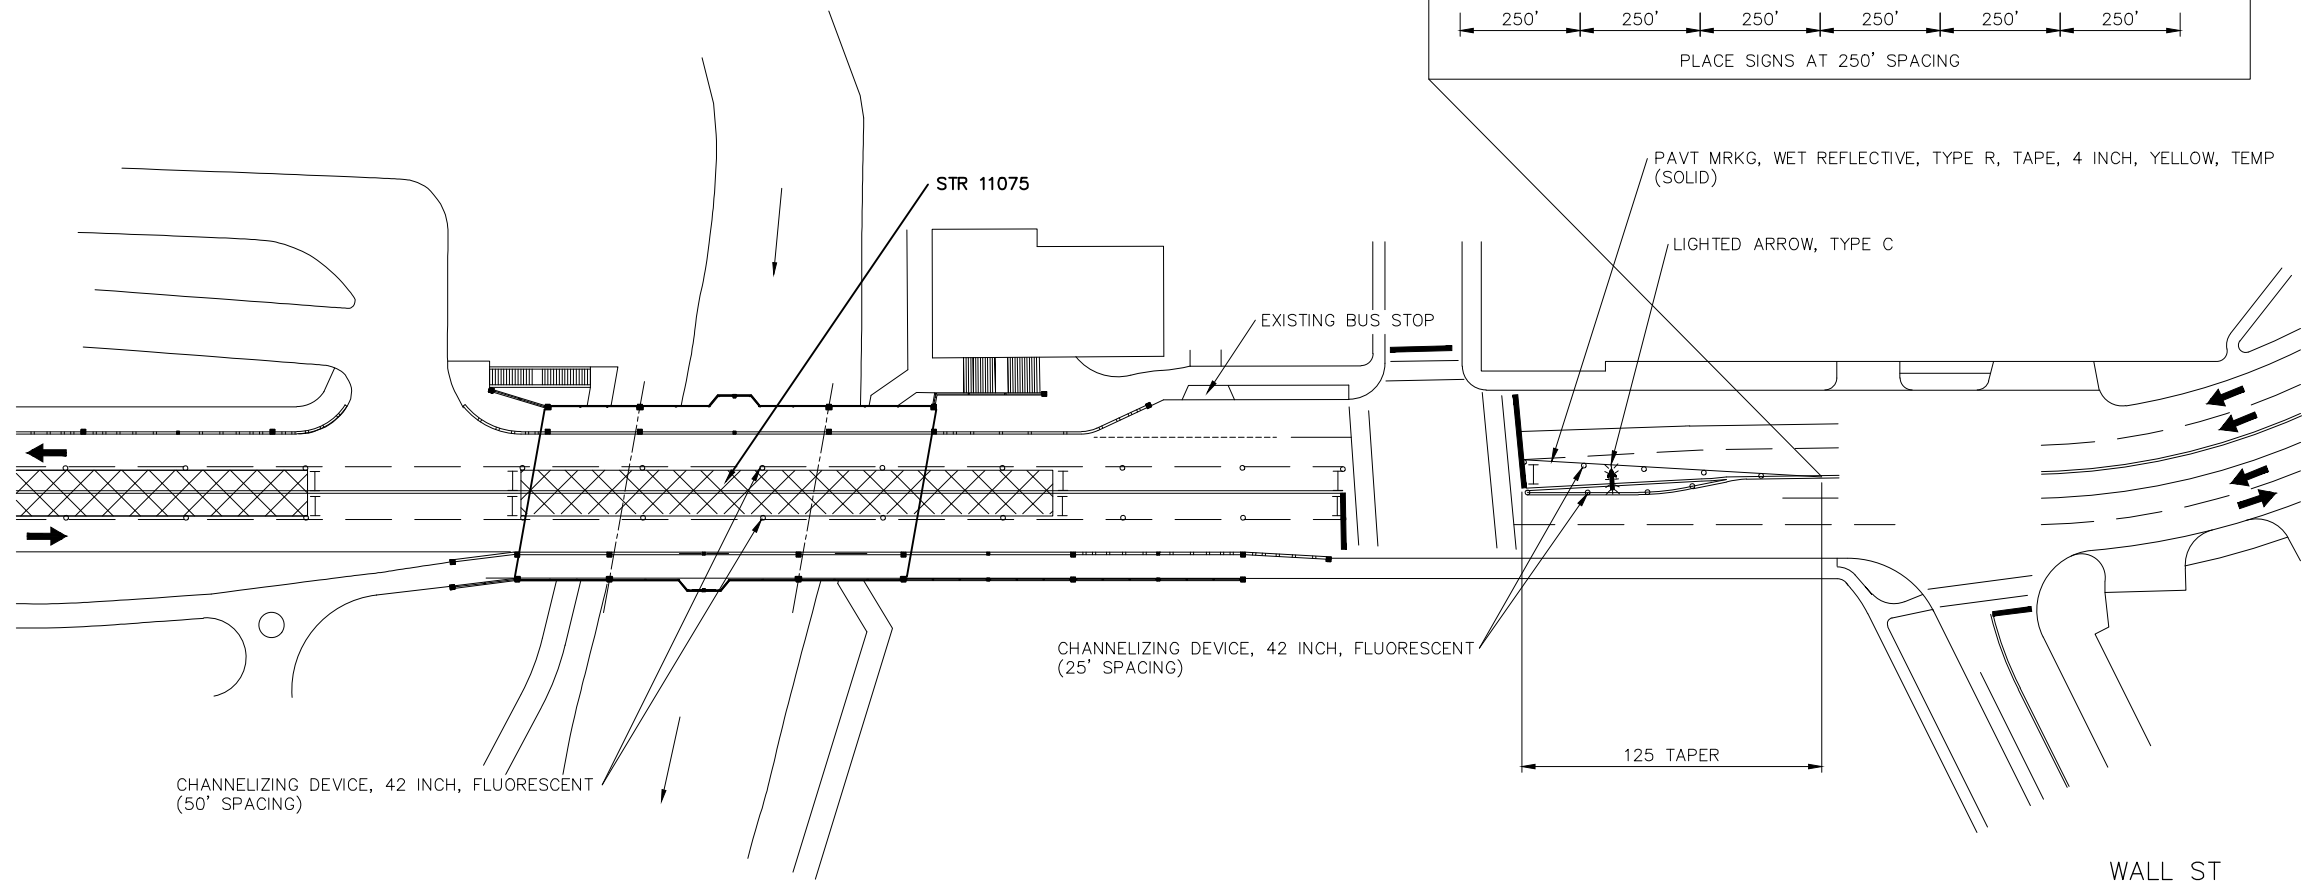 250' 250' 250' 250' 250' 250'
PLACE SIGNS AT 250' SPACING
PAVT MRKG, WET REFLECTIVE, TYPE R, TAPE, 4 INCH, YELLOW, TEMP
(SOLID)
STR 11075
LIGHTED ARROW, TYPE C
EXISTING BUS STOP
CHANNELIZING DEVICE, 42 INCH, FLUORESCENT
(25' SPACING)
125 TAPER
CHANNELIZING DEVICE, 42 INCH, FLUORESCENT
(50' SPACING)
WALL ST